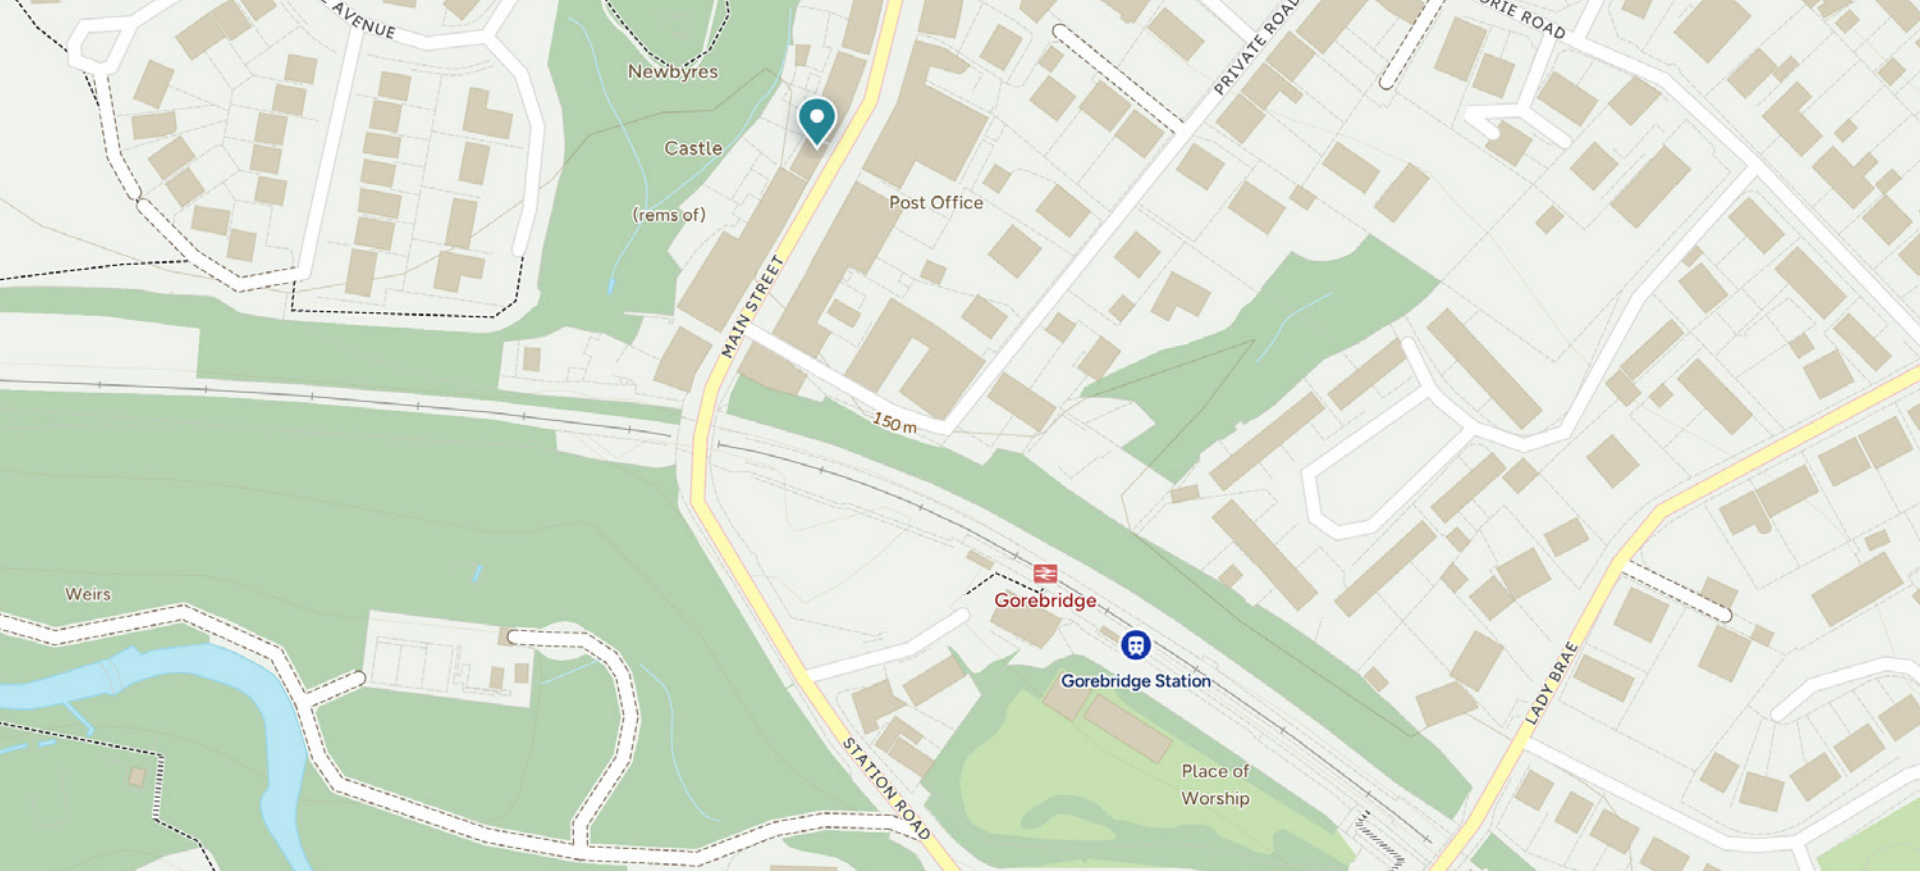 AVENUE
PRIVATE ROAD
ROAD
Newbyres
Castle
(rems of)
Post Office
MAIN STREET
150 m
Gorebridge
Gorebridge Station
Weirs
STATION ROAD
LADY BRAE
Place of
Worship